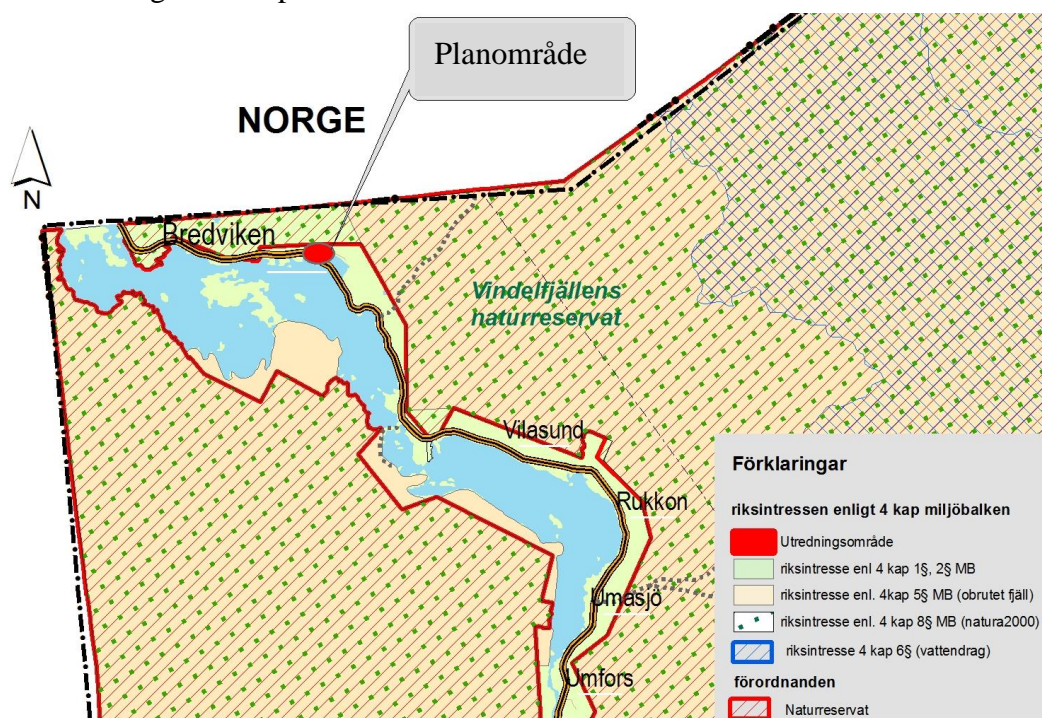 Planområde
NORGE
N
Bredviken
Vindelfjällens
naturreservat
Vilasund
Rukkon
Umasjö
Umfors
Förklaringar
riksintressen enligt 4 kap miljöbalken
Utredningsområde
riksintresse enl 4 kap 1§, 2§ MB
riksintresse enl. 4kap 5§ MB (obrutet fjäll)
riksintresse enl. 4 kap 8§ MB (natura2000)
riksintresse 4 kap 6§ (vattendrag)
förordnanden
Naturreservat